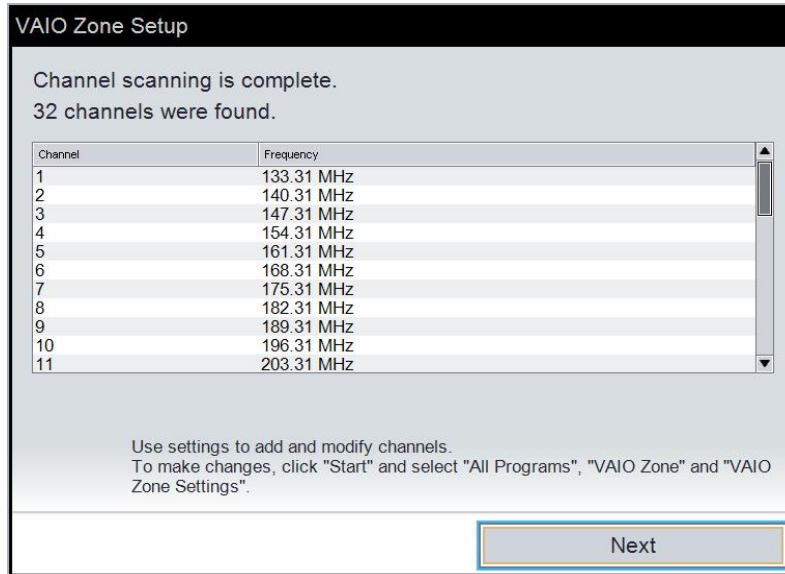 VAIO Zone Setup
Channel scanning is complete.
32 channels were found.
Channel Frequency
1 133.31 MHz
2 140.31 MHz
3 147.31 MHz
4 154.31 MHz
5 161.31 MHz
6 168.31 MHz
7 175.31 MHz
8 182.31 MHz
9 189.31 MHz
10 196.31 MHz
11 203.31 MHz
Use settings to add and modify channels.
To make changes, click "Start" and select "All Programs", "VAIO Zone" and "VAIO
Zone Settings".
Next